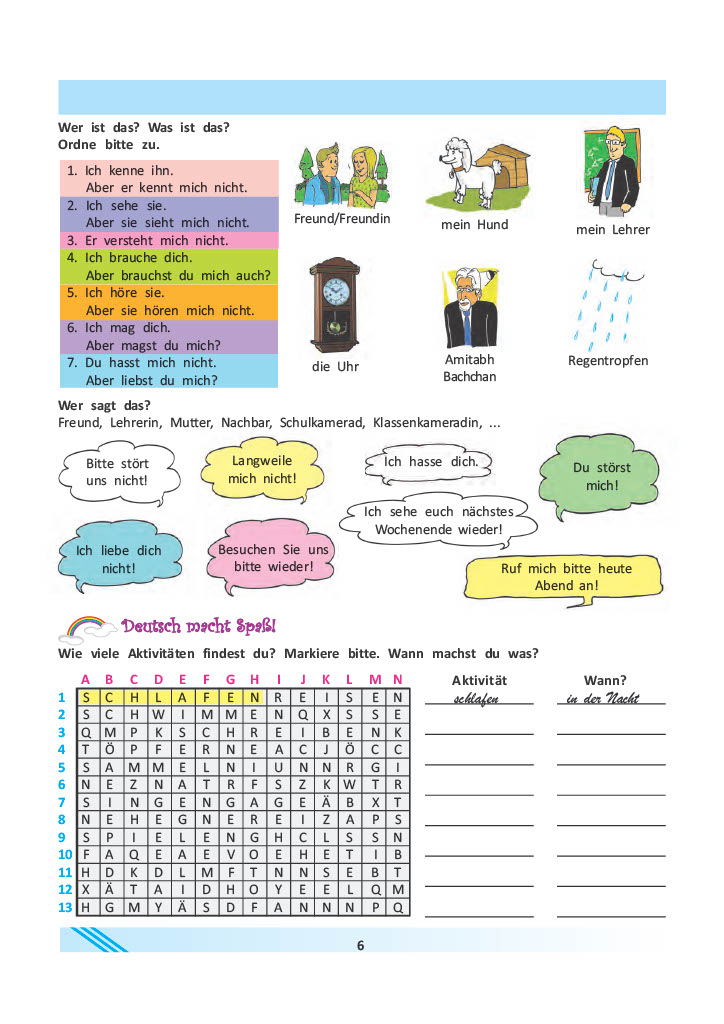 Wer ist das? Was ist das?
Ordne bitte zu.
1. Ich kenne ihn.
Aber er kennt mich nicht.
2. Ich sehe sie.
Aber sie sieht mich nicht.
3. Er versteht mich nicht.
4. Ich brauche dich.
Aber brauchst du mich auch?
5. Ich höre sie.
Aber sie hören mich nicht.
6. Ich mag dich.
Aber magst du mich?
7. Du hasst mich nicht.
Aber liebst du mich?
Freund/Freundin
mein Hund
mein Lehrer
die Uhr
Amitabh
Bachchan
Regentropfen
Wer sagt das?
Freund, Lehrerin, Mutter, Nachbar, Schulkamerad, Klassenkameradin, ...
Bitte stört
uns nicht!
Langweile
mich nicht!
Ich hasse dich.
Du störst
mich!
Ich sehe euch nächstes
Wochenende wieder!
Ich liebe dich
nicht!
Besuchen Sie uns
bitte wieder!
Ruf mich bitte heute
Abend an!
Deutsch macht Spaß!
Wie viele Aktivitäten findest du? Markiere bitte. Wann machst du was?
A B C D E F G H I J K L M N
1 S C H L A F E N R E I S E N
2 S C H W I M M E N Q X S S E
3 Q M P K S C H R E I B E N K
4 T Ö P F E R N E A C J Ö C C
5 S A M M E L N I U N N R G I
6 N E Z N A T R F S Z K W T R
7 S I N G E N G A G E Ä B X T
8 N E H E G N E R E I Z A P S
9 S P I E L E N G H C L S S N
10 F A Q E A E V O E H E T I B
11 H D K D L M F T N N S E B T
12 X Ä T A I D H O Y E E L Q M
13 H G M Y Ä S D F A N N N P Q
Aktivität Wann?
schlafen in der Nacht
6